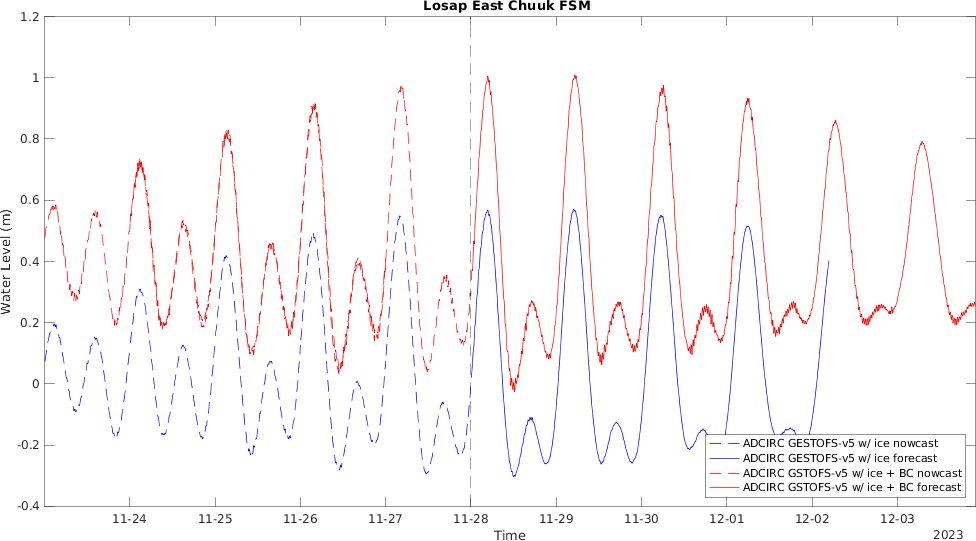 Losap East Chuuk FSM
1.2
1
0.8
0.6
0.4
0.2
0
-0.2
-0.4
Water Level (m)
ADCIRC GESTOFS-v5 w/ ice nowcast
ADCIRC GESTOFS-v5 w/ ice forecast
ADCIRC GSTOFS-v5 w/ ice + BC nowcast
ADCIRC GSTOFS-v5 w/ ice + BC forecast
11-24 11-25 11-26 11-27 11-28 11-29 11-30 12-01 12-02 12-03
Time
2023